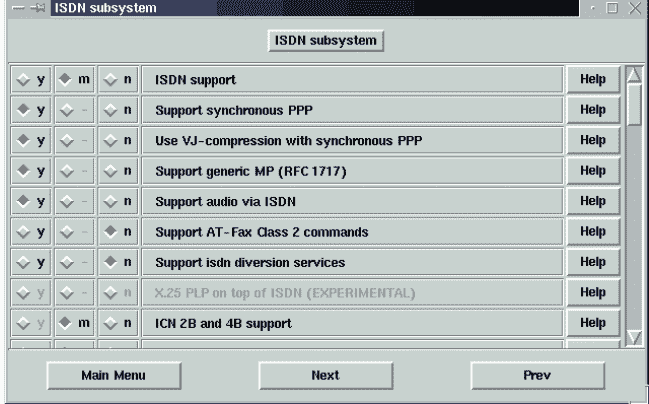 ISDN subsystem
ISDN subsystem
y m n ISDN support Help
y - n Support synchronous PPP Help
y - n Use VJ-compression with synchronous PPP Help
y - n Support generic MP (RFC 1717) Help
y - n Support audio via ISDN Help
y - n Support AT-Fax Class 2 commands Help
y - n Support isdn diversion services Help
y - n X.25 PLP on top of ISDN (EXPERIMENTAL) Help
y m n ICN 2B and 4B support Help
Main Menu Next Prev